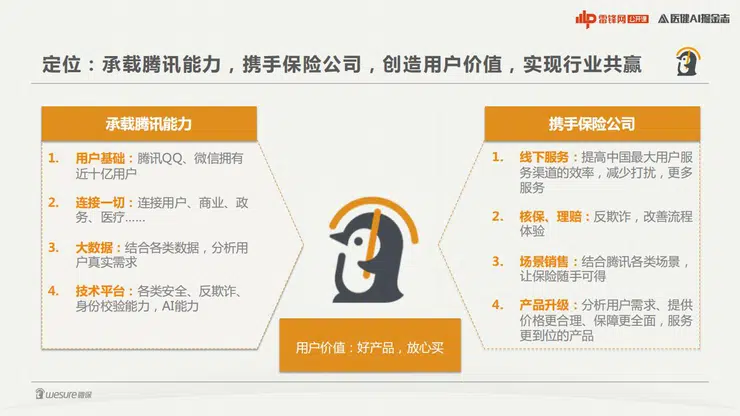 雷锋网 公开课 医健AI掘金志
定位：承载腾讯能力，携手保险公司，创造用户价值，实现行业共赢
承载腾讯能力
1. 用户基础：腾讯QQ、微信拥有
近十亿用户
2. 连接一切：连接用户、商业、政
务、医疗......
3. 大数据：结合各类数据，分析用
户真实需求
4. 技术平台：各类安全、反欺诈、
身份校验能力，AI能力
用户价值：好产品，放心买
携手保险公司
1. 线下服务：提高中国最大用户服
务渠道的效率，减少打扰，更多
服务
2. 核保、理赔：反欺诈，改善流程
体验
3. 场景销售：结合腾讯各类场景，
让保险随手可得
4. 产品升级：分析用户需求、提供
价格更合理、保障更全面，服务
更到位的产品
wesure微保